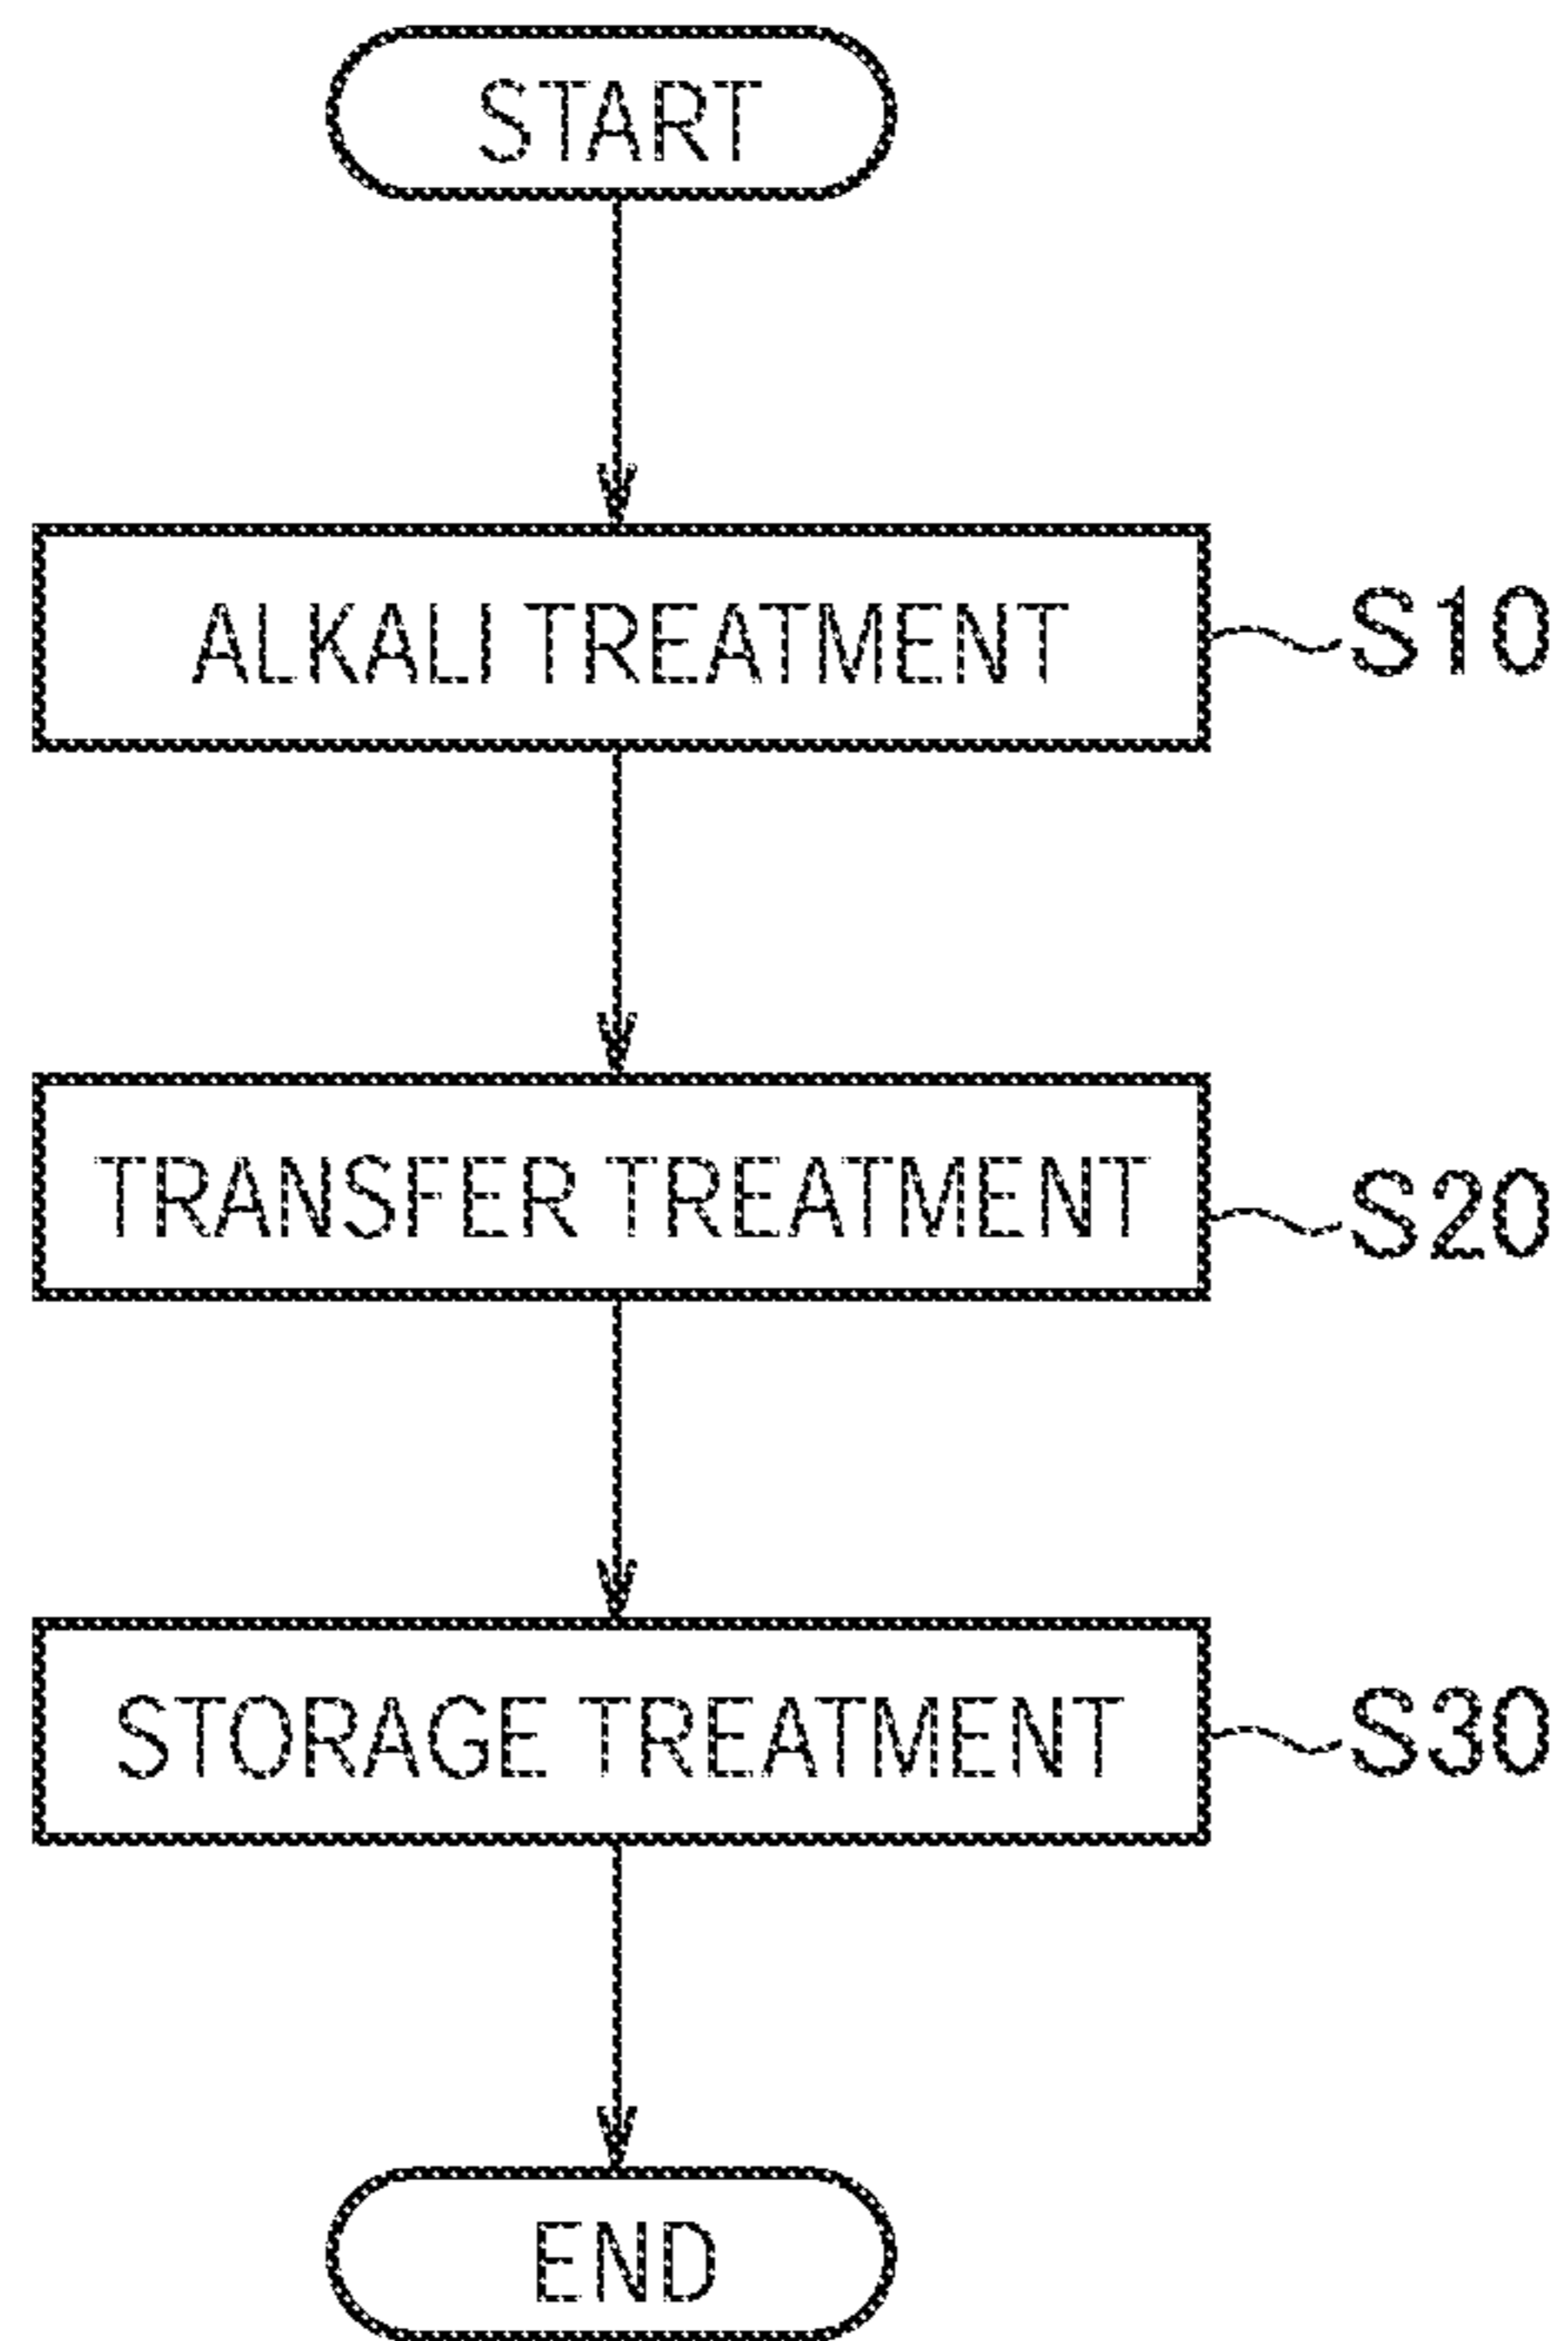 START
ALKALI TREATMENT S10
TRANSFER TREATMENT S20
STORAGE TREATMENT S30
END